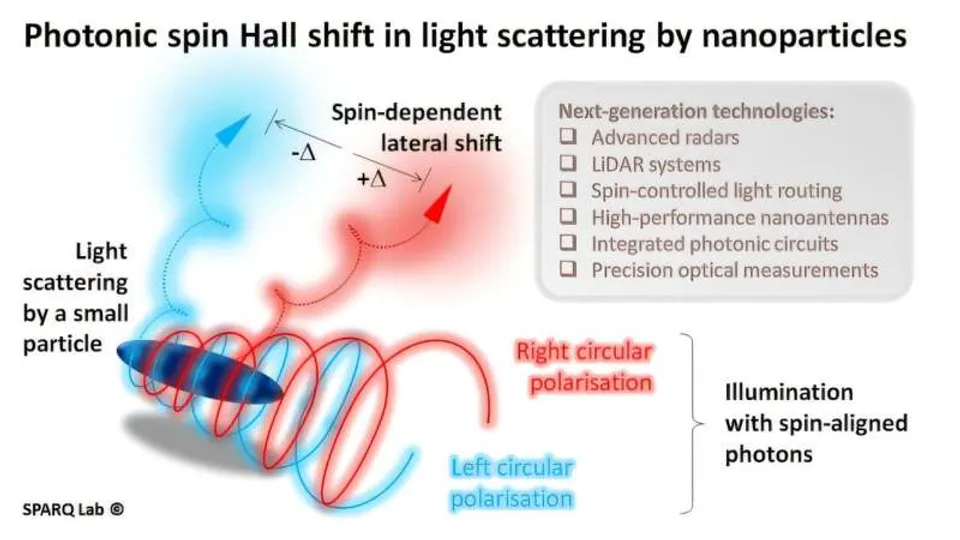 Photonic spin Hall shift in light scattering by nanoparticles
Spin-dependent
lateral shift
-Δ
+Δ
Next-generation technologies:
❑ Advanced radars
❑ LiDAR systems
❑ Spin-controlled light routing
❑ High-performance nanoantennas
❑ Integrated photonic circuits
❑ Precision optical measurements
Light
scattering
by a small
particle
Right circular
polarisation
Left circular
polarisation
Illumination
with spin-aligned
photons
SPARQ Lab ©